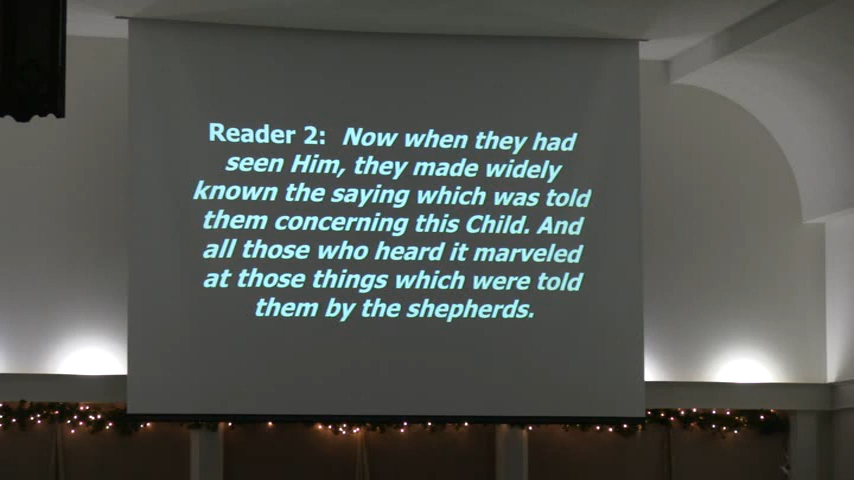 Reader 2: Now when they had
seen Him, they made widely
known the saying which was told
them concerning this Child. And
all those who heard it marveled
at those things which were told
them by the shepherds.